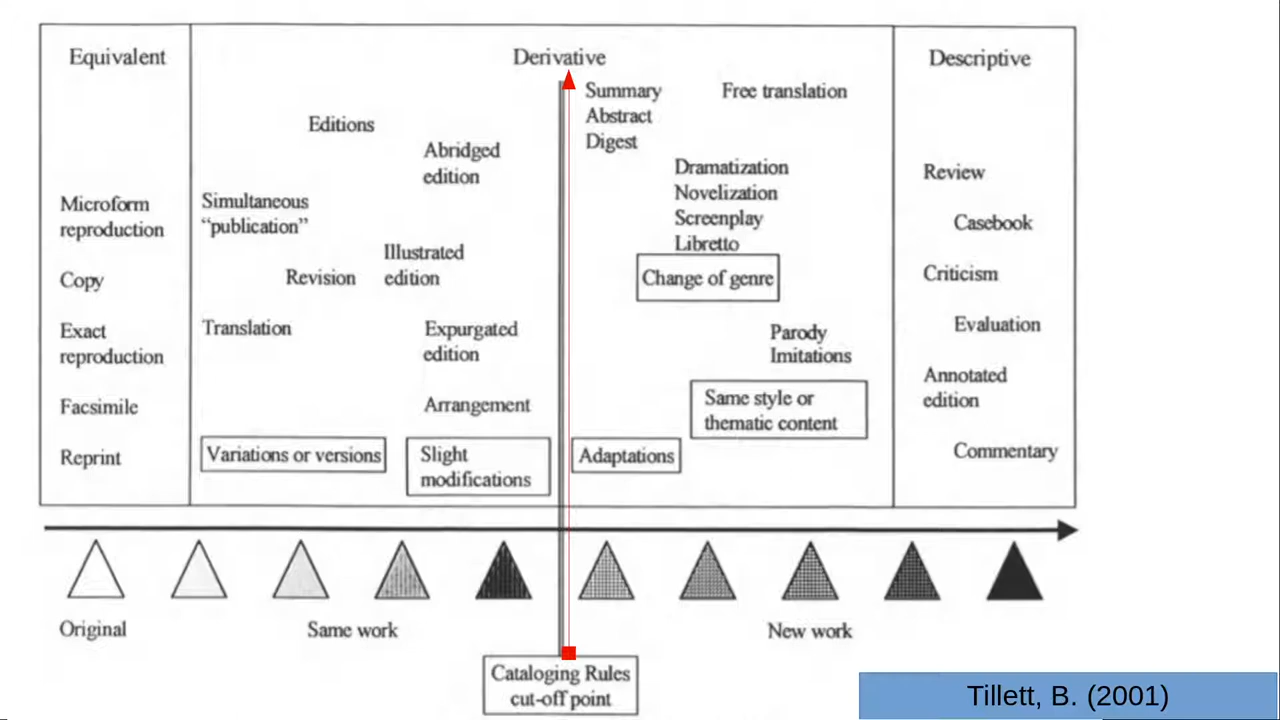 Equivalent
Microform
reproduction
Copy
Exact
reproduction
Facsimile
Reprint
Derivative
Editions
Abridged
edition
Simultaneous
“publication”
Illustrated
edition
Revision
Translation
Expurgated
edition
Arrangement
Variations or versions
Slight
modifications
Summary
Abstract
Digest
Free translation
Dramatization
Novelization
Screenplay
Libretto
Change of genre
Parody
Imitations
Same style or
thematic content
Adaptations
Descriptive
Review
Casebook
Criticism
Evaluation
Annotated
edition
Commentary
Original
Same work
New work
Cataloging Rules
cut-off point
Tillett, B. (2001)